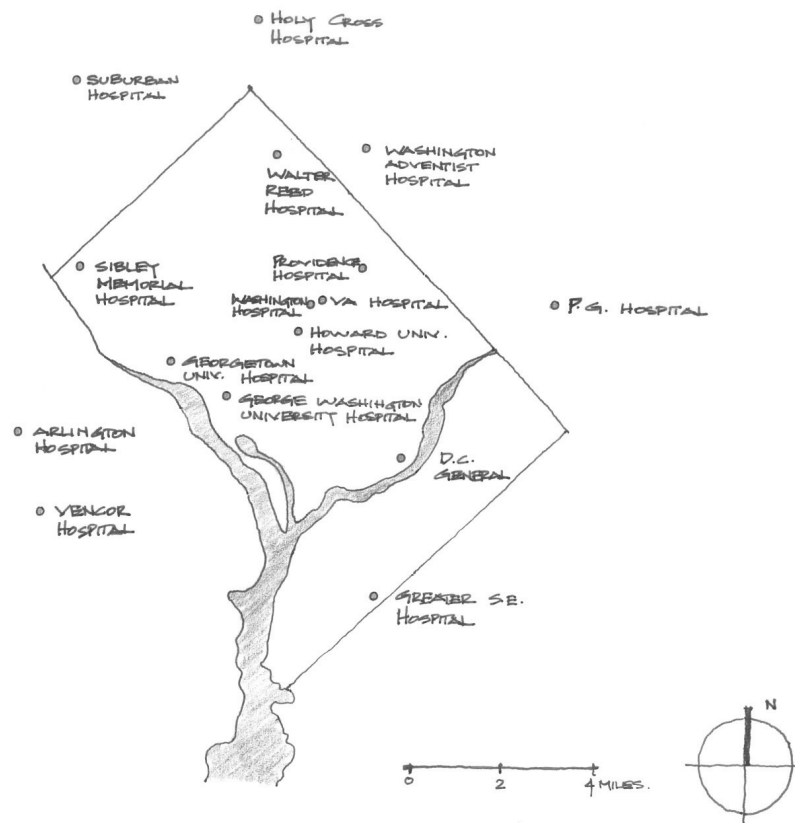 HOLY CROSS
HOSPITAL
SUBURBAN
HOSPITAL
WASHINGTON
ADVENTIST
HOSPITAL
WALTER
REED
HOSPITAL
SIBLEY
MEMORIAL
HOSPITAL
PROVIDENCE
HOSPITAL
WASHINGTON
HOSPITAL
VA HOSPITAL
P.G. HOSPITAL
HOWARD UNIV.
HOSPITAL
GEORGETOWN
UNIV. HOSPITAL
GEORGE WASHINGTON
UNIVERSITY HOSPITAL
ARLINGTON
HOSPITAL
D.C.
GENERAL
VENCOR
HOSPITAL
GREATER S.E.
HOSPITAL
N
0 2 4 MILES.